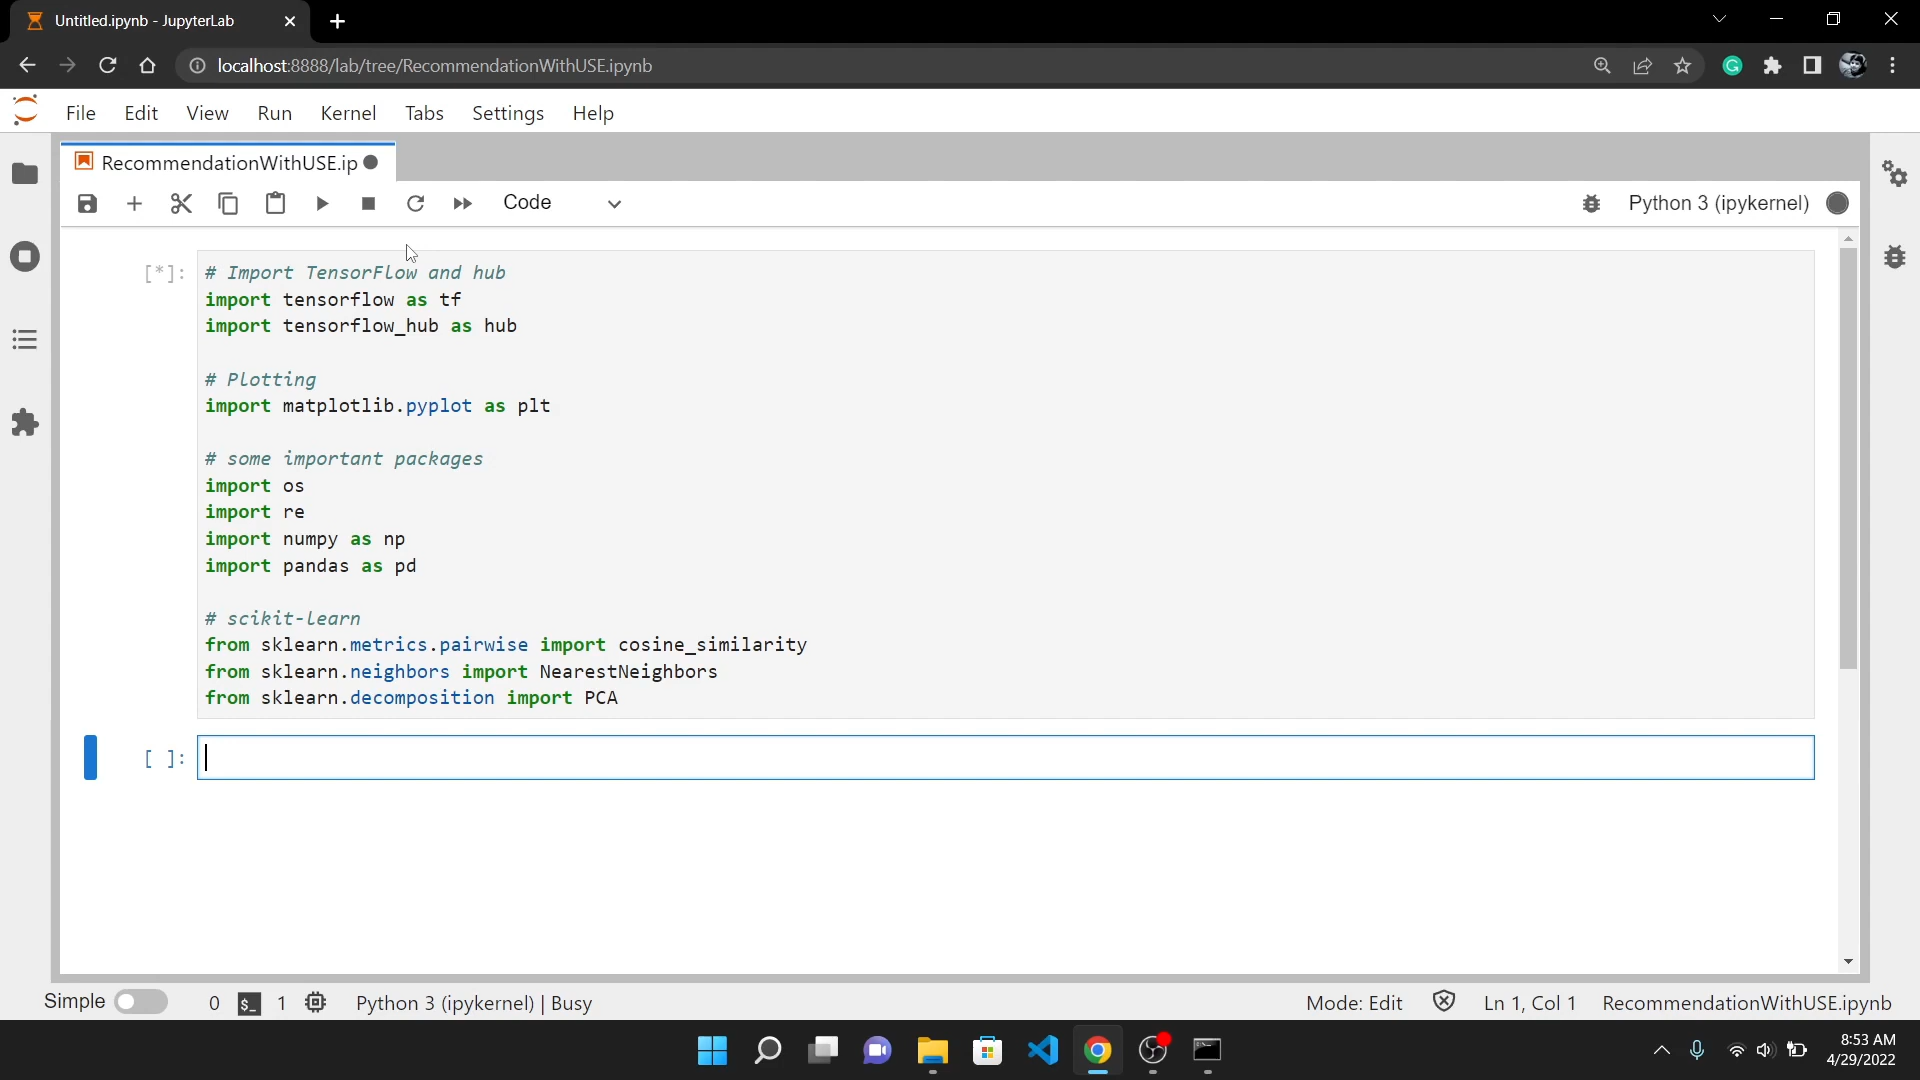 Untitled.ipynb - JupyterLab
localhost:8888/lab/tree/RecommendationWithUSE.ipynb
File Edit View Run Kernel Tabs Settings Help
RecommendationWithUSE.ip
Code
Python 3 (ipykernel)
[*]:
# Import TensorFlow and hub
import tensorflow as tf
import tensorflow_hub as hub
# Plotting
import matplotlib.pyplot as plt
# some important packages
import os
import re
import numpy as np
import pandas as pd
# scikit-learn
from sklearn.metrics.pairwise import cosine_similarity
from sklearn.neighbors import NearestNeighbors
from sklearn.decomposition import PCA
[ ]:
Simple 0 $_ 1 Python 3 (ipykernel) | Busy Mode: Edit Ln 1, Col 1 RecommendationWithUSE.ipynb
8:53 AM
4/29/2022